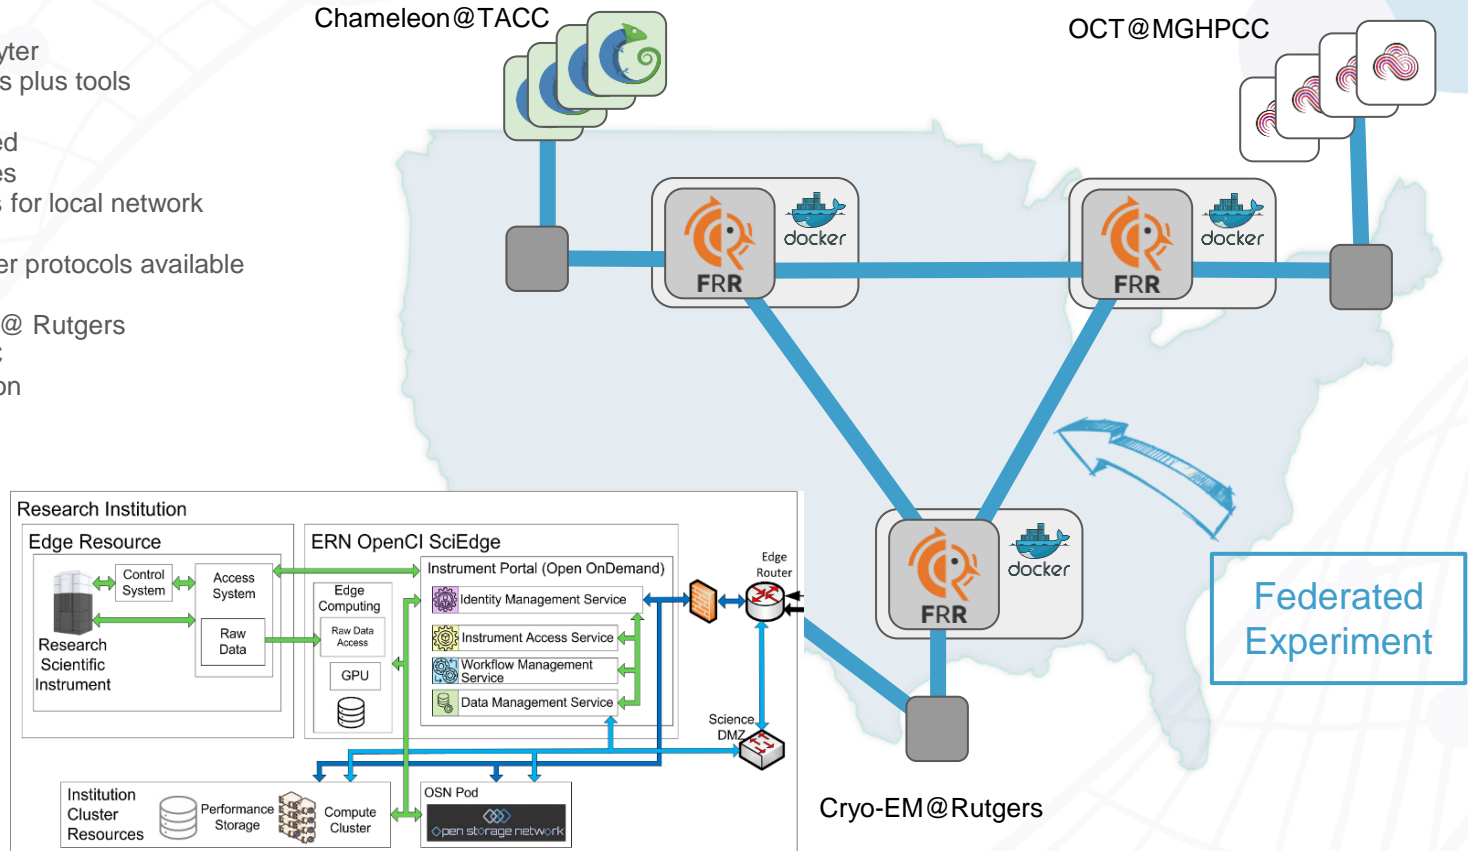 Chameleon@TACC
OCT@MGHPCC
s plus tools
s for local network
er protocols available
@ Rutgers
docker
FRR
docker
FRR
docker
FRR
Federated
Experiment
Cryo-EM@Rutgers
Research Institution
Edge Resource
ERN OpenCI SciEdge
Control
System
Access
System
Raw
Data
Research
Scientific
Instrument
Edge
Computing
Raw Data
Access
GPU
Instrument Portal (Open OnDemand)
Identity Management Service
Instrument Access Service
Workflow Management
Service
Data Management Service
Edge
Router
Science
DMZ
Institution
Cluster
Resources
Performance
Storage
Compute
Cluster
OSN Pod
Open storage network